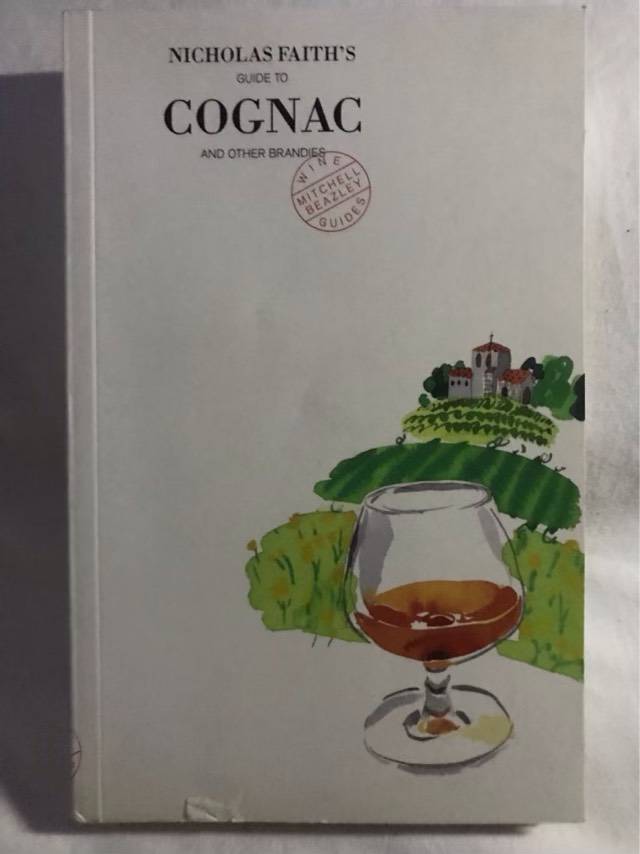 NICHOLAS FAITH'S
GUIDE TO
COGNAC
AND OTHER BRANDIES
WINE
MITCHELL
BEAZLEY
GUIDES